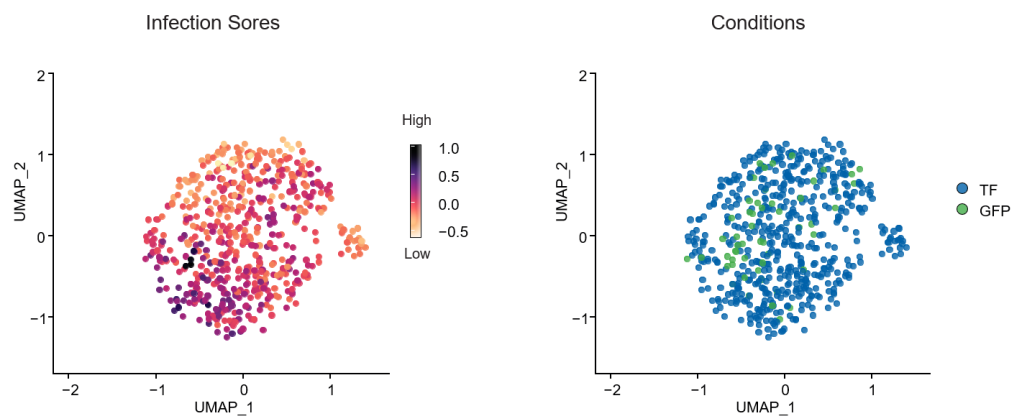 Infection Sores
Conditions
2
1
0
−1
UMAP_2
−2
−1
0
1
UMAP_1
High
1.0
0.5
0.0
−0.5
Low
2
1
0
−1
UMAP_2
−2
−1
0
1
UMAP_1
TF
GFP